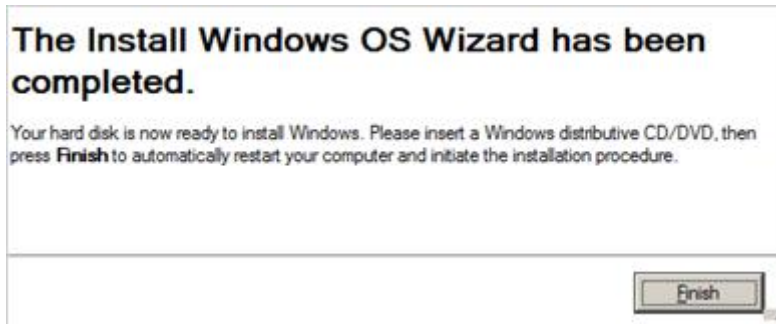 The Install Windows OS Wizard has been
completed.
Your hard disk is now ready to install Windows. Please insert a Windows distributive CD/DVD, then
press Finish to automatically restart your computer and initiate the installation procedure.
Finish